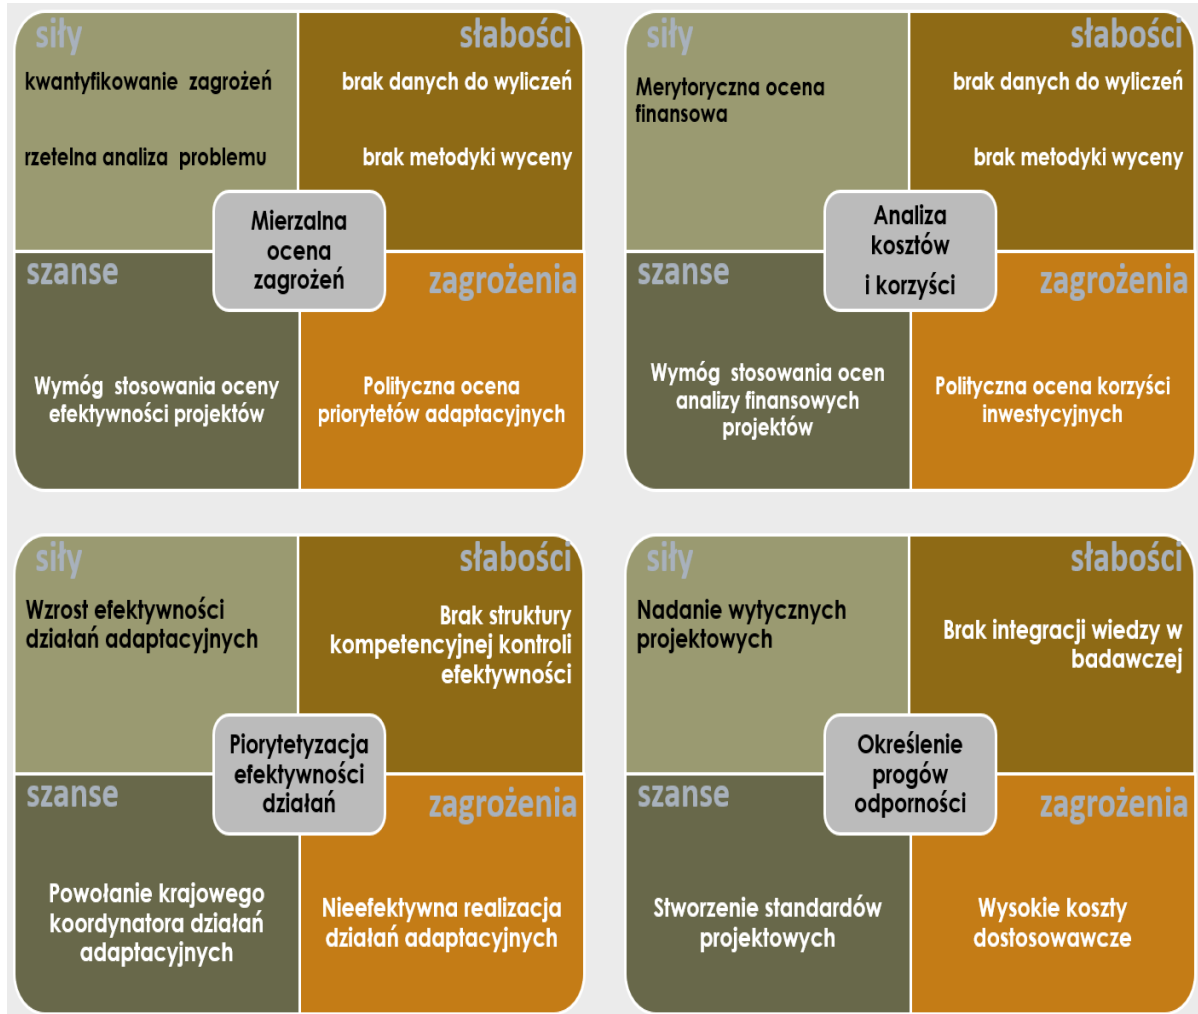 siły
kwantyfikowanie zagrożeń
rzetelna analiza problemu
słabości
brak danych do wyliczeń
brak metodyki wyceny
Mierzalna
ocena
zagrożeń
szanse
Wymóg stosowania oceny
efektywności projektów
zagrożenia
Polityczna ocena
priorytetów adaptacyjnych
siły
Merytoryczna ocena
finansowa
słabości
brak danych do wyliczeń
brak metodyki wyceny
Analiza
kosztów
i korzyści
szanse
Wymóg stosowania ocen
analizy finansowych
projektów
zagrożenia
Polityczna ocena korzyści
inwestycyjnych
siły
Wzrost efektywności
działań adaptacyjnych
słabości
Brak struktury
kompetencyjnej kontroli
efektywności
Piorytetyzacja
efektywności
działań
szanse
Powołanie krajowego
koordynatora działań
adaptacyjnych
zagrożenia
Nieefektywna realizacja
działań adaptacyjnych
siły
Nadanie wytycznych
projektowych
słabości
Brak integracji wiedzy w
badawczej
Określenie
progów
odporności
szanse
Stworzenie standardów
projektowych
zagrożenia
Wysokie koszty
dostosowawcze